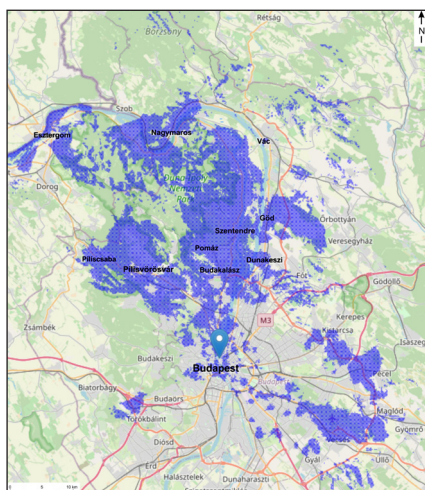 Rétság
N
Börzsöny
Szob
Esztergom
Nagymaros
Vác
Dorog
Göd
Szentendre
Őrbottyán
Pomáz
Veresegyház
Piliscsaba
Dunakeszi
Pilisvörösvár
Budakalász
Fót
Gödöllő
M3
Kerepes
Zsámbék
Kistarcsa
Isaszeg
Budakeszi
Budapest
Pécel
Biatorbágy
Budaörs
Törökbálint
Maglód
Gyömrő
Diósd
Vecsés
Érd
Gyál
Üllő
Halásztelek
Dunaharaszti
0 5 10 km